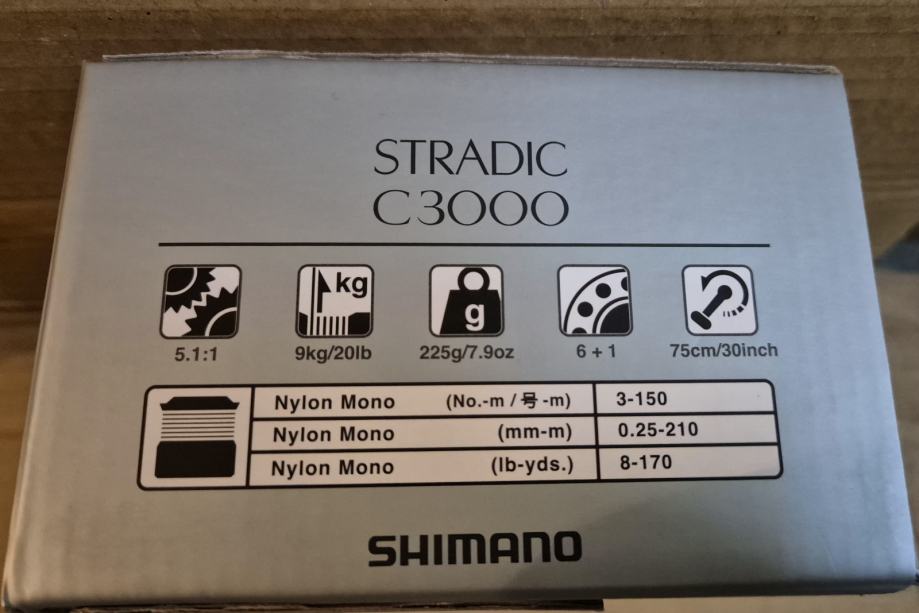 STRADIC
C3000
kg
g
5.1:1 9kg/20lb 225g/7.9oz 6 + 1 75cm/30inch
Nylon Mono (No.-m / 号 -m) 3-150
Nylon Mono (mm-m) 0.25-210
Nylon Mono (lb-yds.) 8-170
SHIMANO